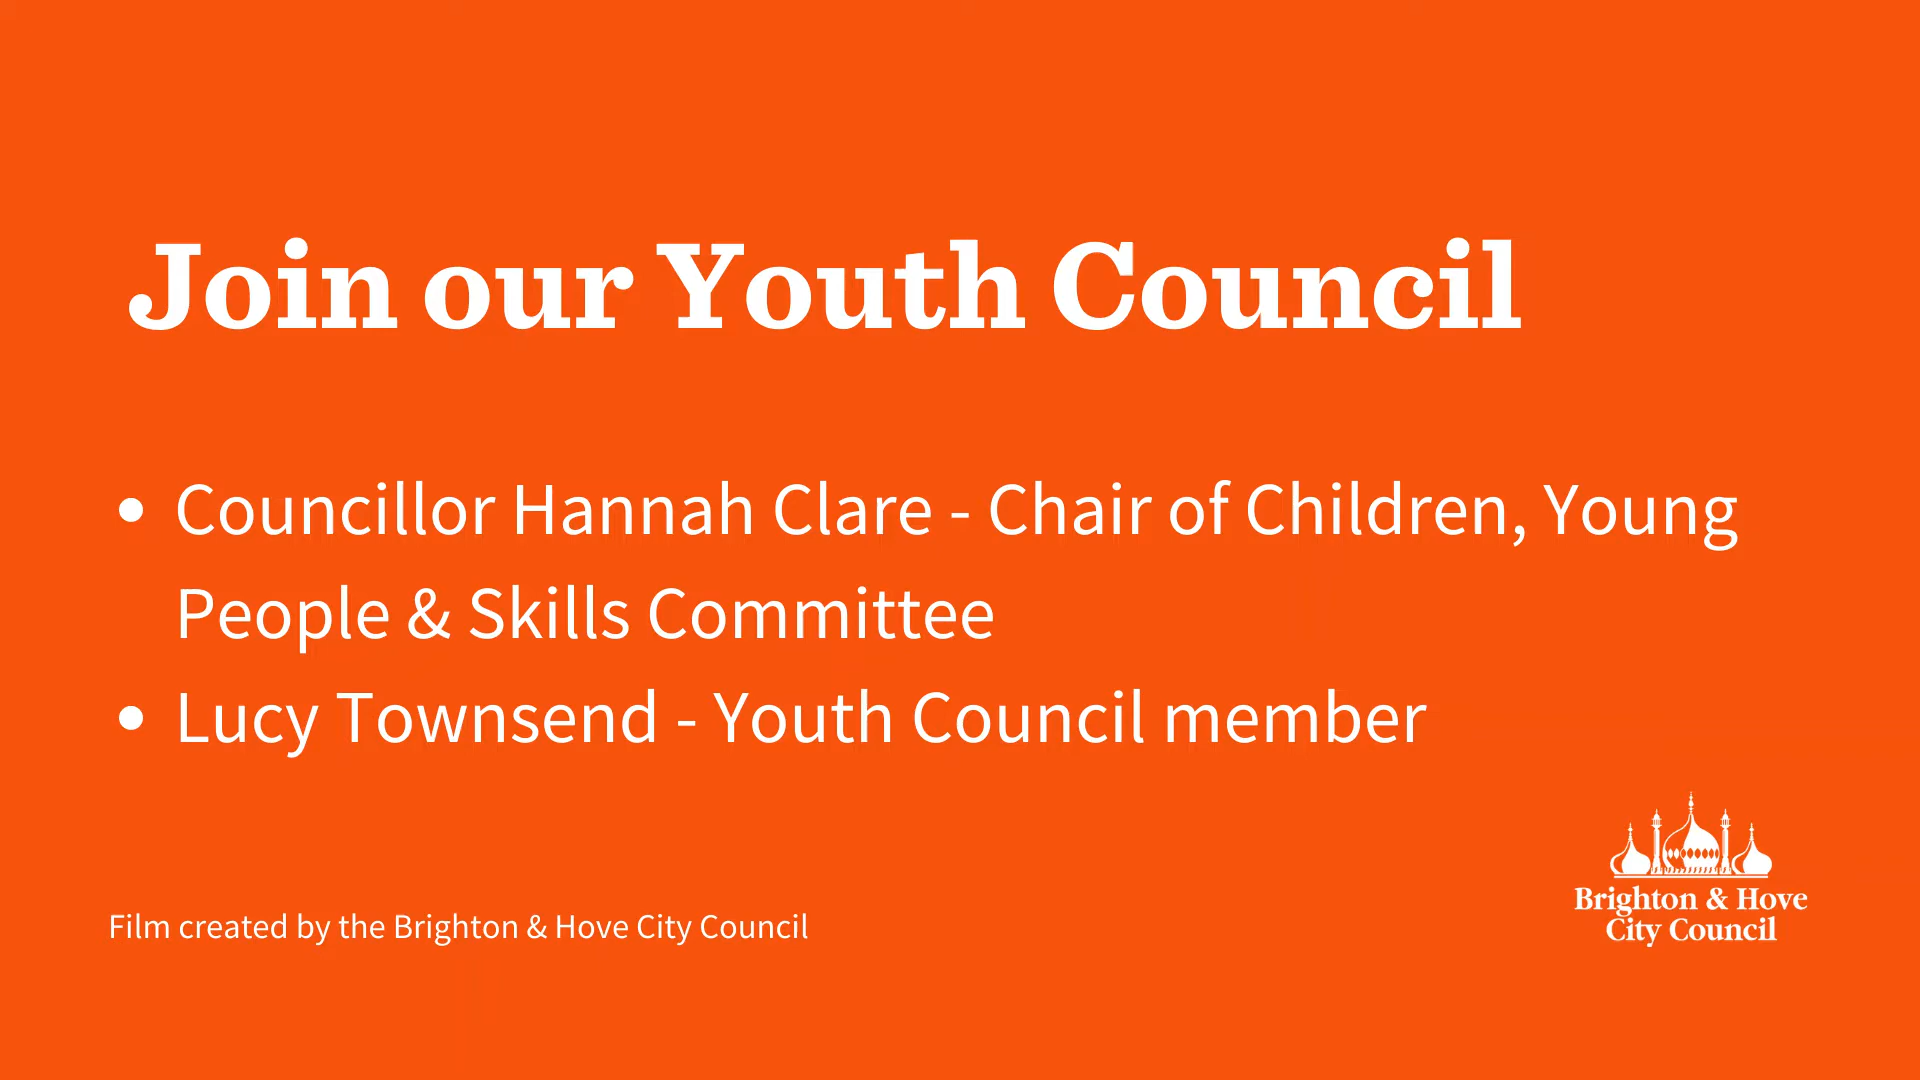 Join our Youth Council
• Councillor Hannah Clare - Chair of Children, Young
People & Skills Committee
• Lucy Townsend - Youth Council member
Film created by the Brighton & Hove City Council
Brighton & Hove
City Council